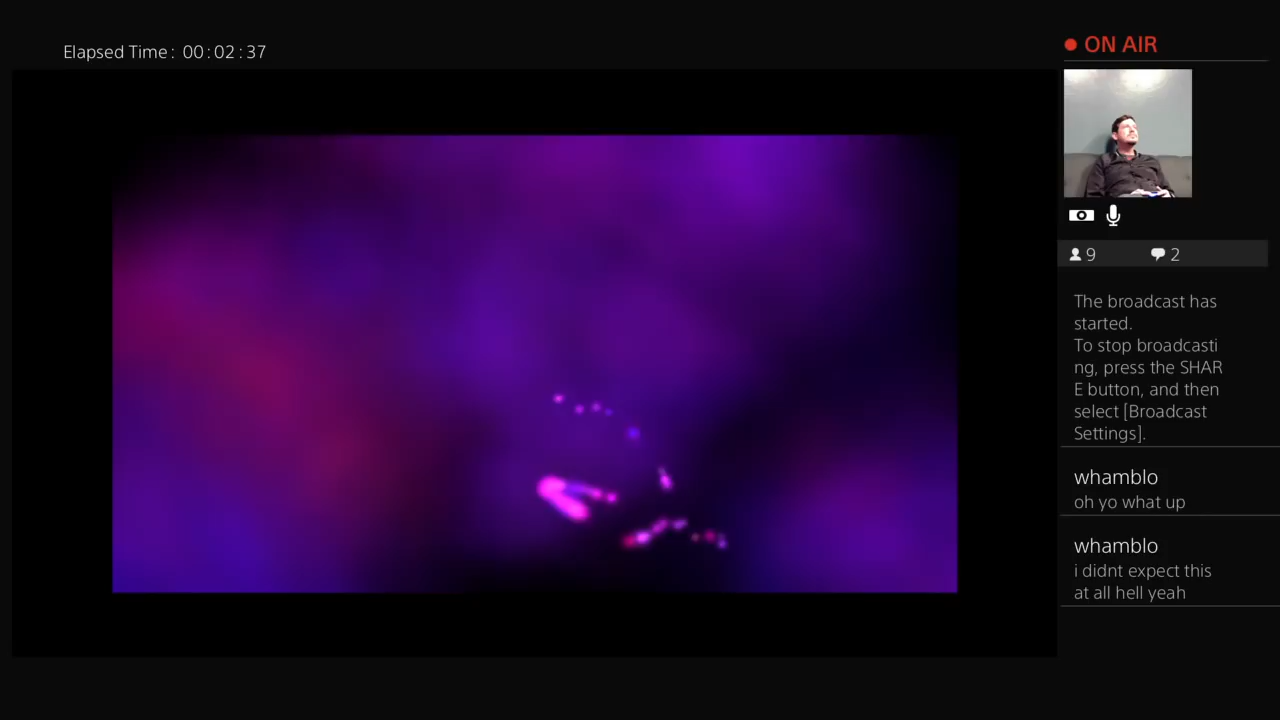 Elapsed Time: 00:02:37
ON AIR
9
2
The broadcast has
started.
To stop broadcasti
ng, press the SHAR
E button, and then
select [Broadcast
Settings].
whamblo
oh yo what up
whamblo
i didnt expect this
at all hell yeah